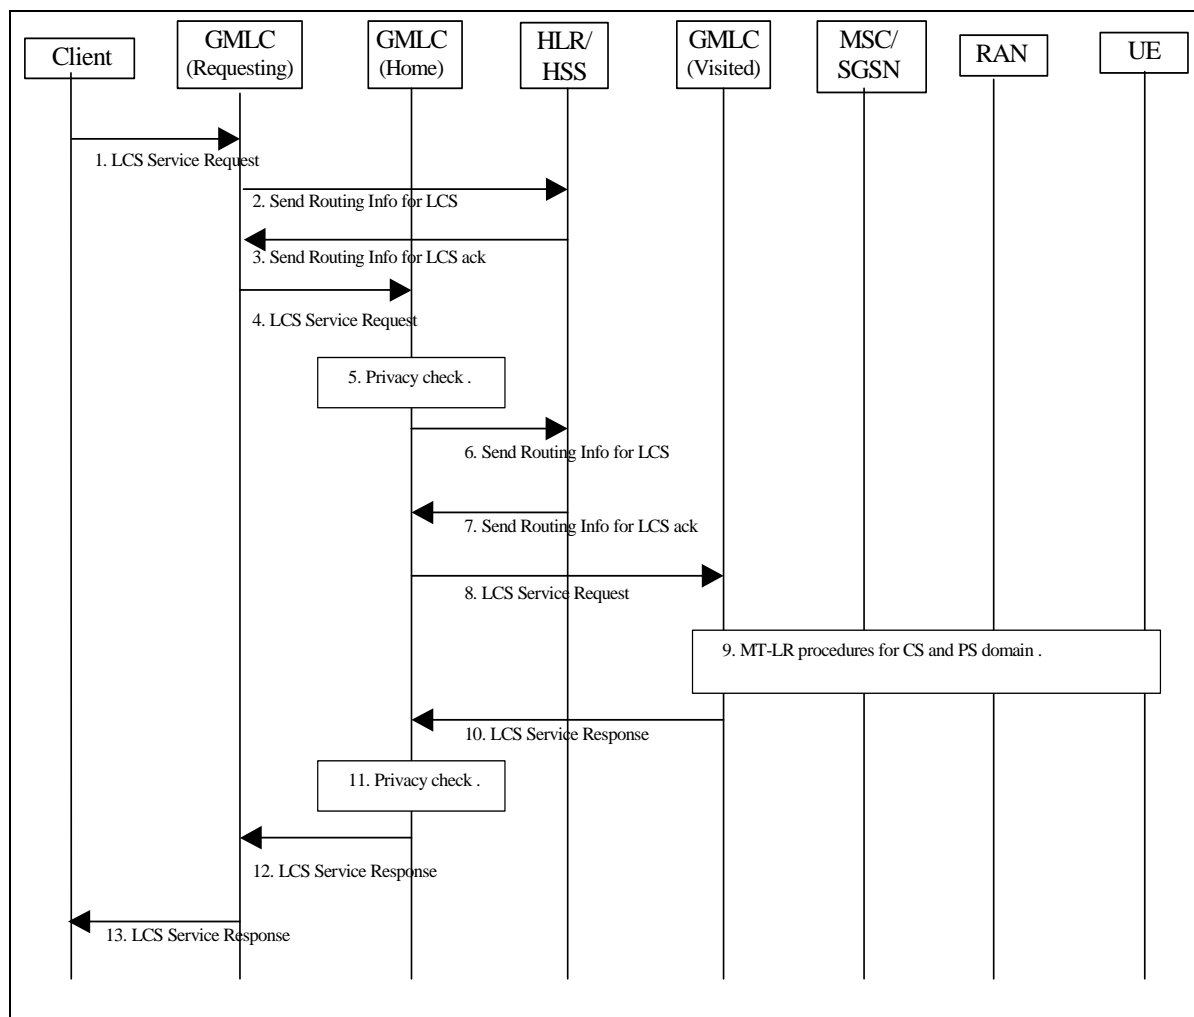 Client
GMLC
(Requesting)
GMLC
(Home)
HLR/
HSS
GMLC
(Visited)
MSC/
SGSN
RAN
UE
1. LCS Service Request
2. Send Routing Info for LCS
3. Send Routing Info for LCS ack
4. LCS Service Request
5. Privacy check .
6. Send Routing Info for LCS
7. Send Routing Info for LCS ack
8. LCS Service Request
9. MT-LR procedures for CS and PS domain .
10. LCS Service Response
11. Privacy check .
12. LCS Service Response
13. LCS Service Response